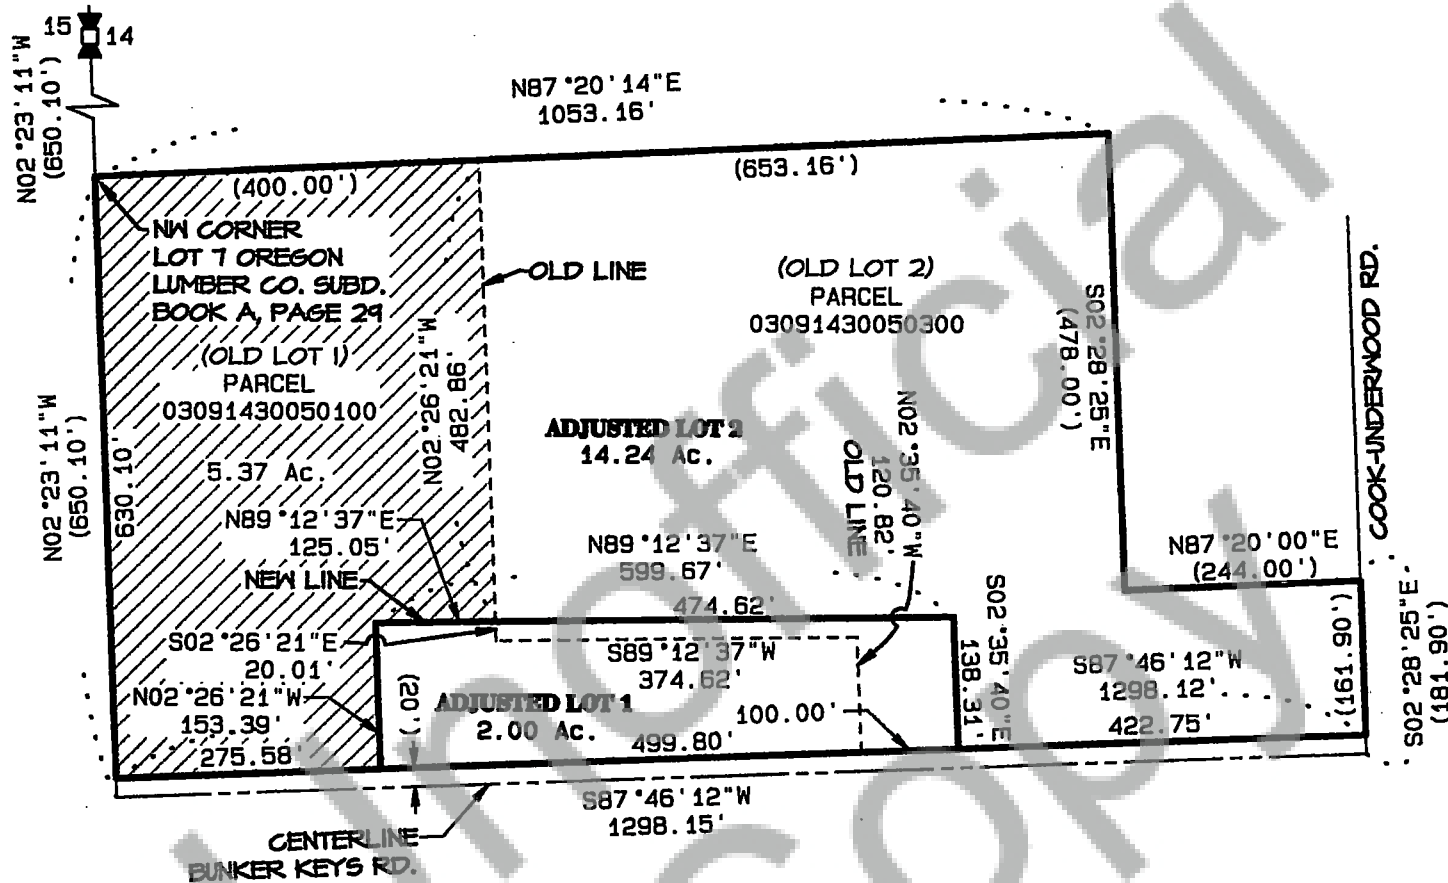 15 14
N02°23'11"W
(650.10')
N87°20'14"E
1053.16'
(400.00')
(653.16')
NW CORNER
LOT 7 OREGON
LUMBER CO. SUBD.
BOOK A, PAGE 29
OLD LINE
(OLD LOT 2)
PARCEL
03091430050300
(OLD LOT 1)
PARCEL
03091430050100
5.37 Ac.
N02°26'21"W
482.86'
S02°28'25"E
(478.00')
COOK-UNDERWOOD RD.
N02°23'11"W
(650.10')
630.10'
ADJUSTED LOT 2
14.24 Ac.
N02°35'40"W
120.82'
OLD LINE
N89°12'37"E
125.05'
NEW LINE
N89°12'37"E
599.67'
474.62'
N87°20'00"E
(244.00')
S02°26'21"E
20.01'
S89°12'37"W
374.62'
S02°35'40"E
138.31'
S87°46'12"W
1298.12'
422.75'
(161.90')
S02°28'25"E
(181.90')
N02°26'21"W
153.39'
275.58'
(20')
ADJUSTED LOT 1
2.00 Ac.
499.80'
100.00'
S87°46'12"W
1298.15'
CENTERLINE
BUNKER KEYS RD.
Unofficial
Copy